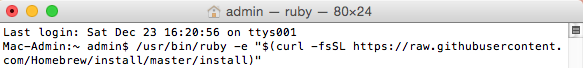 admin — ruby — 80×24
Last login: Sat Dec 23 16:20:56 on ttys001
Mac-Admin:~ admin$ /usr/bin/ruby -e "$(curl -fsSL https://raw.githubusercontent.
com/Homebrew/install/master/install)"